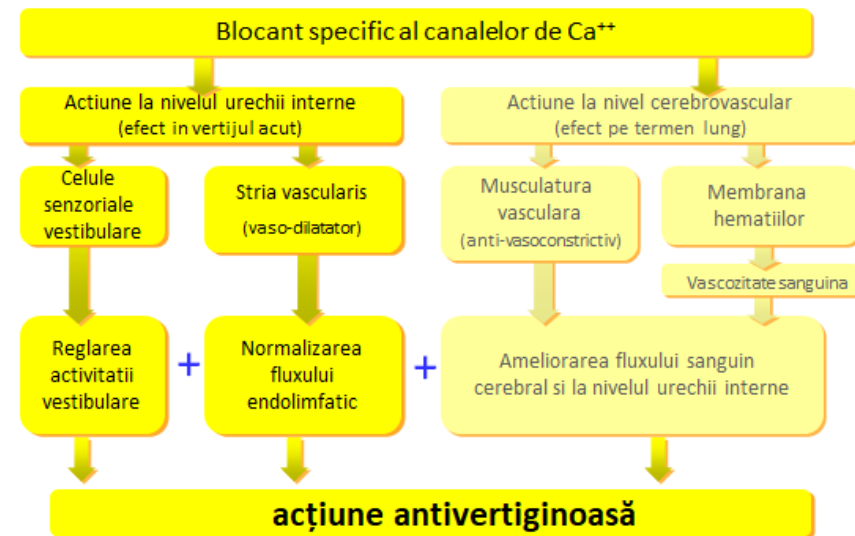 Blocant specific al canalelor de Ca⁺⁺
Actiune la nivelul urechii interne
(efect in vertijul acut)
Actiune la nivel cerebrovascular
(efect pe termen lung)
Celule
senzoriale
vestibulare
Stria vascularis
(vaso-dilatator)
Musculatura
vasculara
(anti-vasoconstrictiv)
Membrana
hematiilor
Vascozitate sanguina
Reglarea
activitatii
vestibulare
+
Normalizarea
fluxului
endolimfatic
+
Ameliorarea fluxului sanguin
cerebral si la nivelul urechii interne
acțiune antivertiginoasă